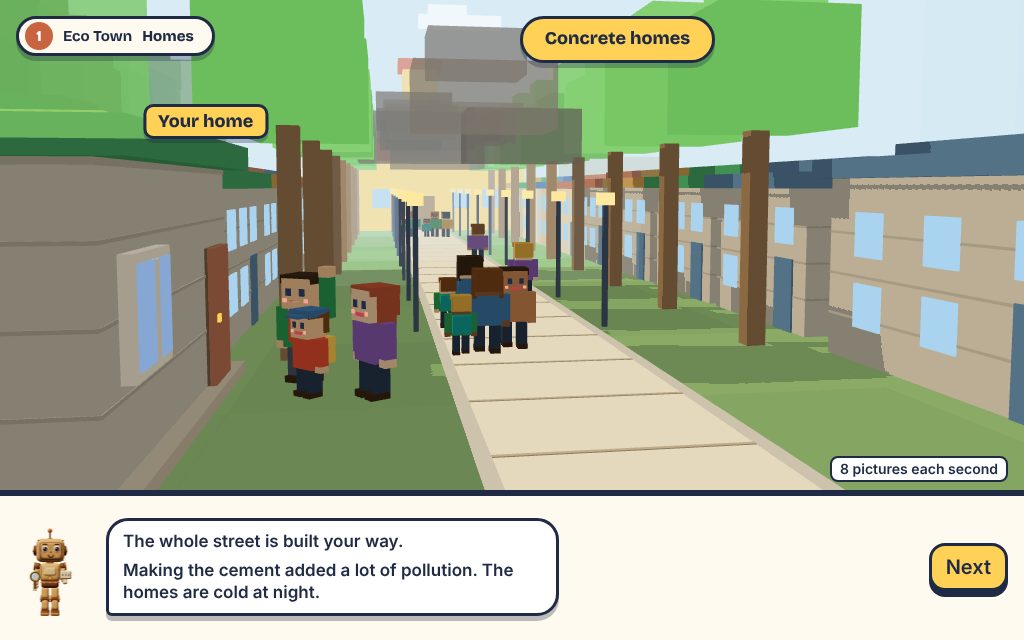 1 Eco Town Homes
Concrete homes
Your home
8 pictures each second
The whole street is built your way.
Making the cement added a lot of pollution. The
homes are cold at night.
Next